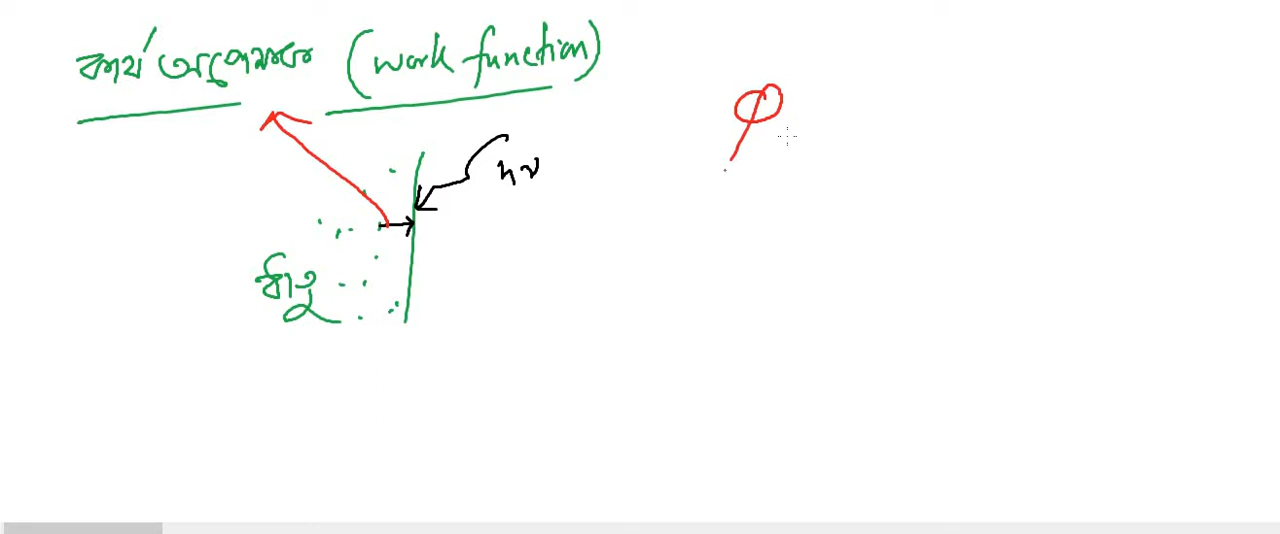 কার্য অপেক্ষক (work function)
φ
hν
ধাতু